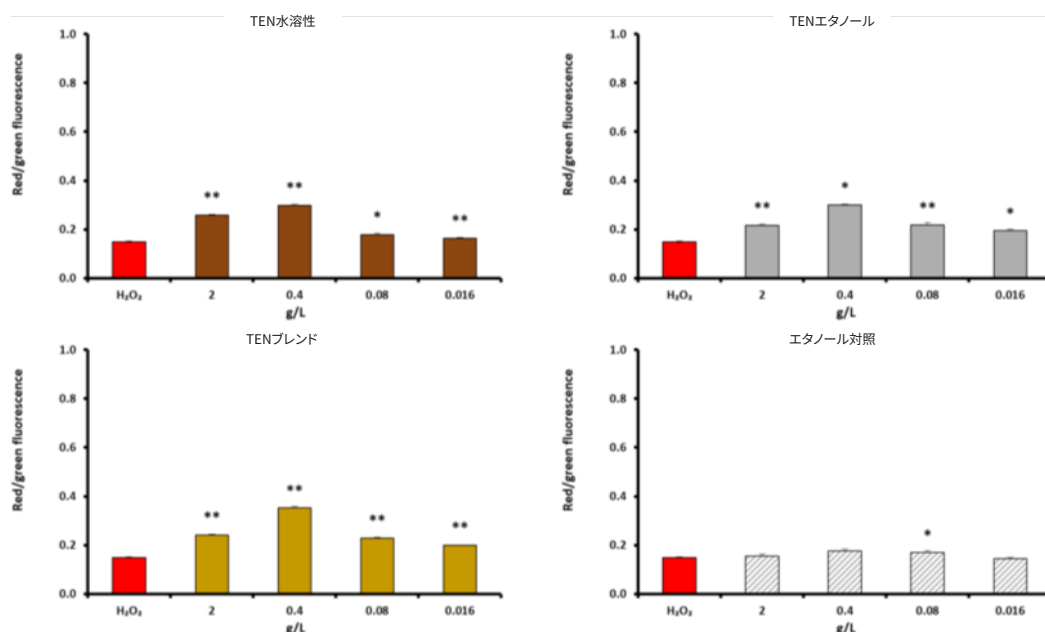 TEN水溶性
1.0
0.8
0.6
0.4
0.2
0.0
Red/green fluorescence
** ** * **
H₂O₂ 2 0.4 0.08 0.016
g/L
TENエタノール
1.0
0.8
0.6
0.4
0.2
0.0
Red/green fluorescence
** * ** *
H₂O₂ 2 0.4 0.08 0.016
g/L
TENブレンド
1.0
0.8
0.6
0.4
0.2
0.0
Red/green fluorescence
** ** ** **
H₂O₂ 2 0.4 0.08 0.016
g/L
エタノール対照
1.0
0.8
0.6
0.4
0.2
0.0
Red/green fluorescence
*
H₂O₂ 2 0.4 0.08 0.016
g/L